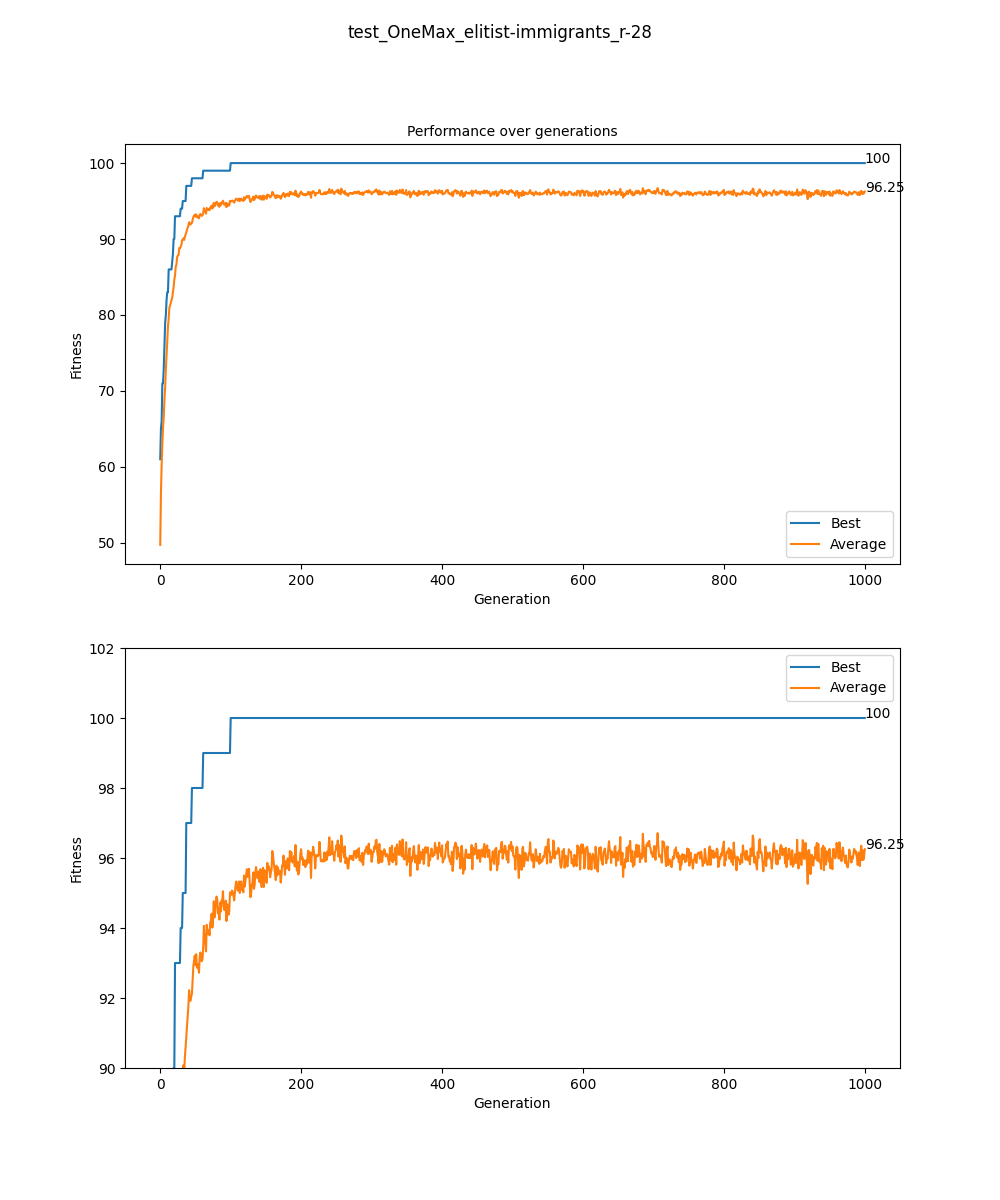 test_OneMax_elitist-immigrants_r-28
Performance over generations
100
90
80
70
60
50
Fitness
100
96.25
Best
Average
0 200 400 600 800 1000
Generation
102
100
98
96
94
92
90
Fitness
Best
Average
100
96.25
0 200 400 600 800 1000
Generation